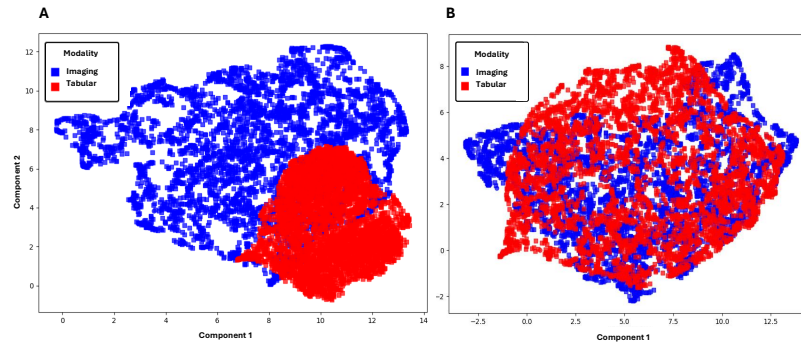 A
B
Modality
Imaging
Tabular
Modality
Imaging
Tabular
12
10
8
6
4
2
0
Component 2
0
2
4
6
8
10
12
14
Component 1
8
6
4
2
0
−2
−2.5
0.0
2.5
5.0
7.5
10.0
12.5
Component 1